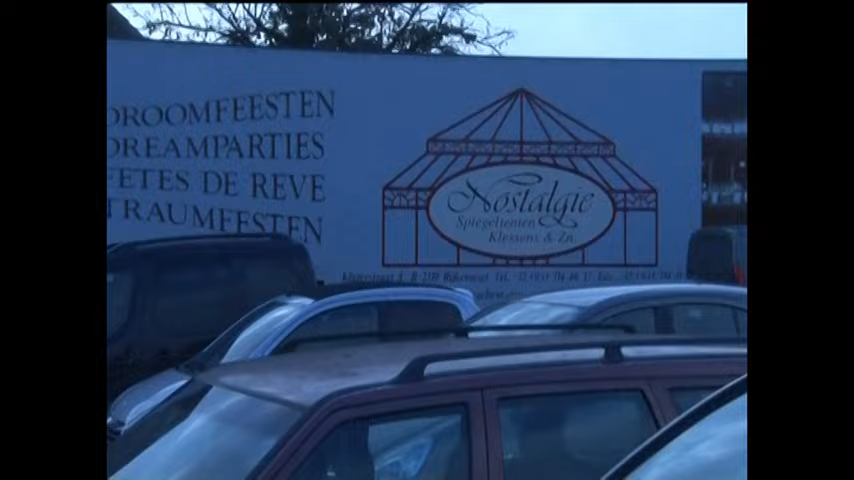 DROOMFEESTEN
DREAMPARTIES
FETES DE REVE
TRAUMFEESTEN
Nostalgie
Spiegeltenten
Klessens & Zn.